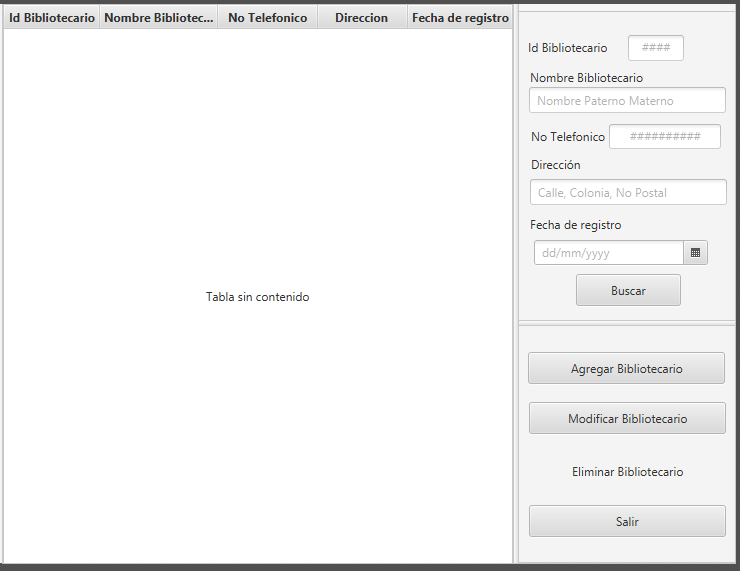 Id Bibliotecario Nombre Bibliotec... No Telefonico Direccion Fecha de registro
Tabla sin contenido
Id Bibliotecario ####
Nombre Bibliotecario
Nombre Paterno Materno
No Telefonico ##########
Dirección
Calle, Colonia, No Postal
Fecha de registro
dd/mm/yyyy
Buscar
Agregar Bibliotecario
Modificar Bibliotecario
Eliminar Bibliotecario
Salir